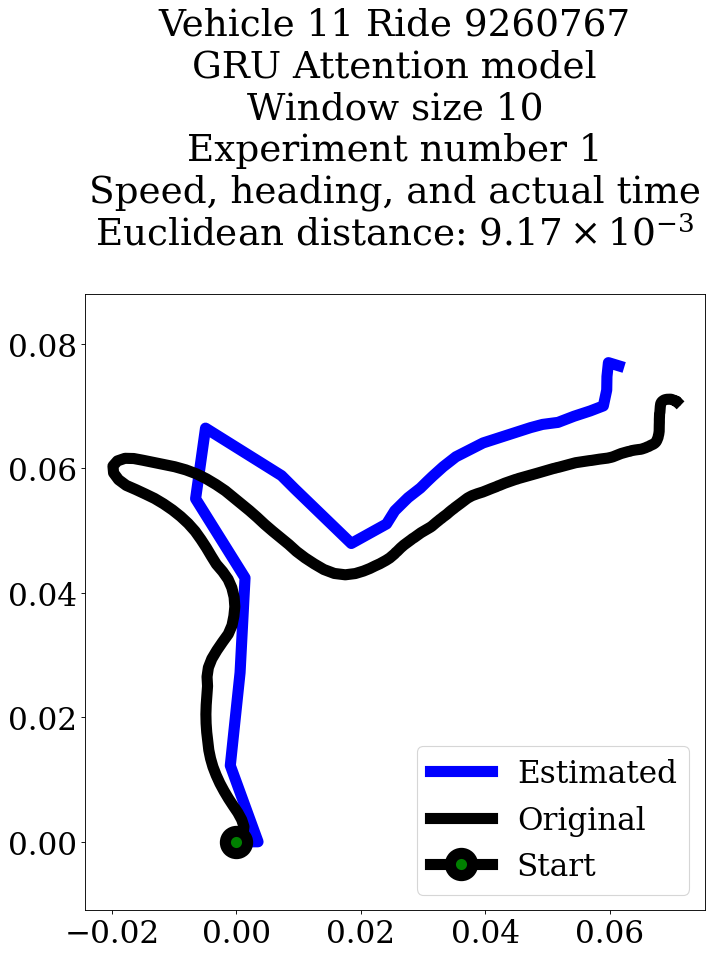 Vehicle 11 Ride 9260767
GRU Attention model
Window size 10
Experiment number 1
Speed, heading, and actual time
Euclidean distance: 9.17 × 10⁻³
0.08
0.06
0.04
0.02
0.00
Estimated
Original
Start
−0.02 0.00 0.02 0.04 0.06